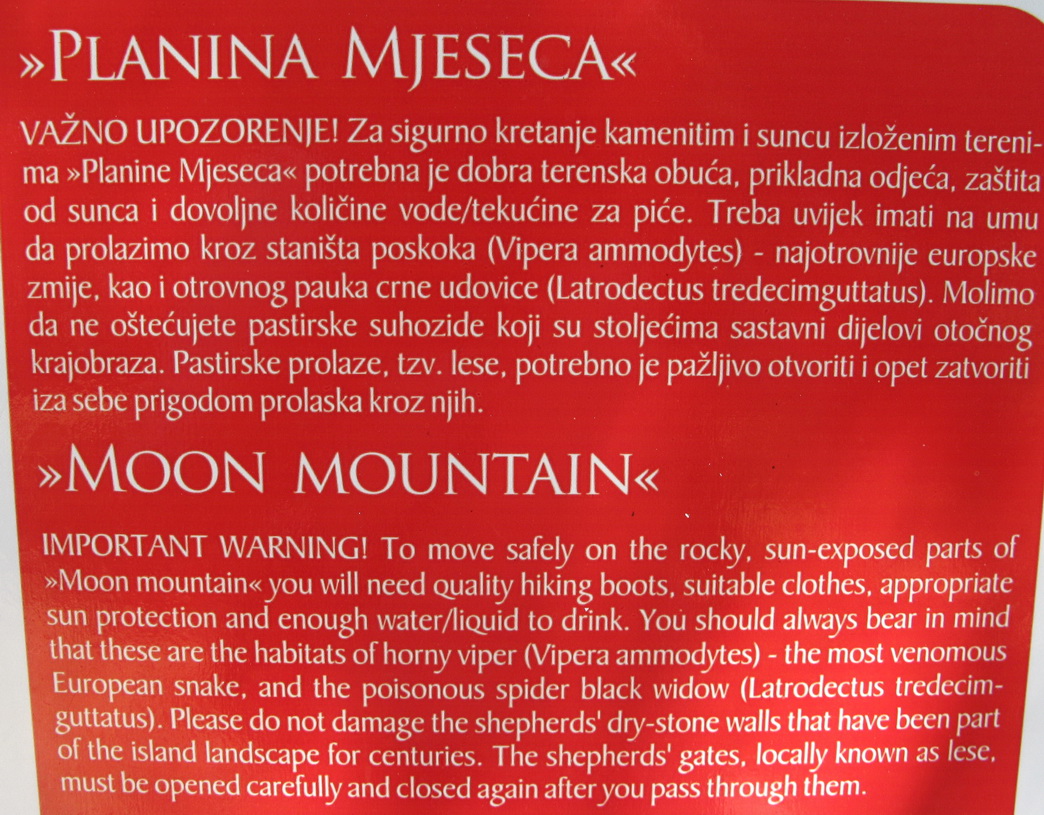 »PLANINA MJESECA«
VAŽNO UPOZORENJE! Za sigurno kretanje kamenitim i suncu izloženim tereni-
ma »Planine Mjeseca« potrebna je dobra terenska obuća, prikladna odjeća, zaštita
od sunca i dovoljne količine vode/tekućine za piće. Treba uvijek imati na umu
da prolazimo kroz staništa poskoka (Vipera ammodytes) - najotrovnije europske
zmije, kao i otrovnog pauka crne udovice (Latrodectus tredecimguttatus). Molimo
da ne oštećujete pastirske suhozide koji su stoljećima sastavni dijelovi otočnog
krajobraza. Pastirske prolaze, tzv. lese, potrebno je pažljivo otvoriti i opet zatvoriti
iza sebe prigodom prolaska kroz njih.
»MOON MOUNTAIN«
IMPORTANT WARNING! To move safely on the rocky, sun-exposed parts of
»Moon mountain« you will need quality hiking boots, suitable clothes, appropriate
sun protection and enough water/liquid to drink. You should always bear in mind
that these are the habitats of horny viper (Vipera ammodytes) - the most venomous
European snake, and the poisonous spider black widow (Latrodectus tredecim-
guttatus). Please do not damage the shepherds' dry-stone walls that have been part
of the island landscape for centuries. The shepherds' gates, locally known as lese,
must be opened carefully and closed again after you pass through them.